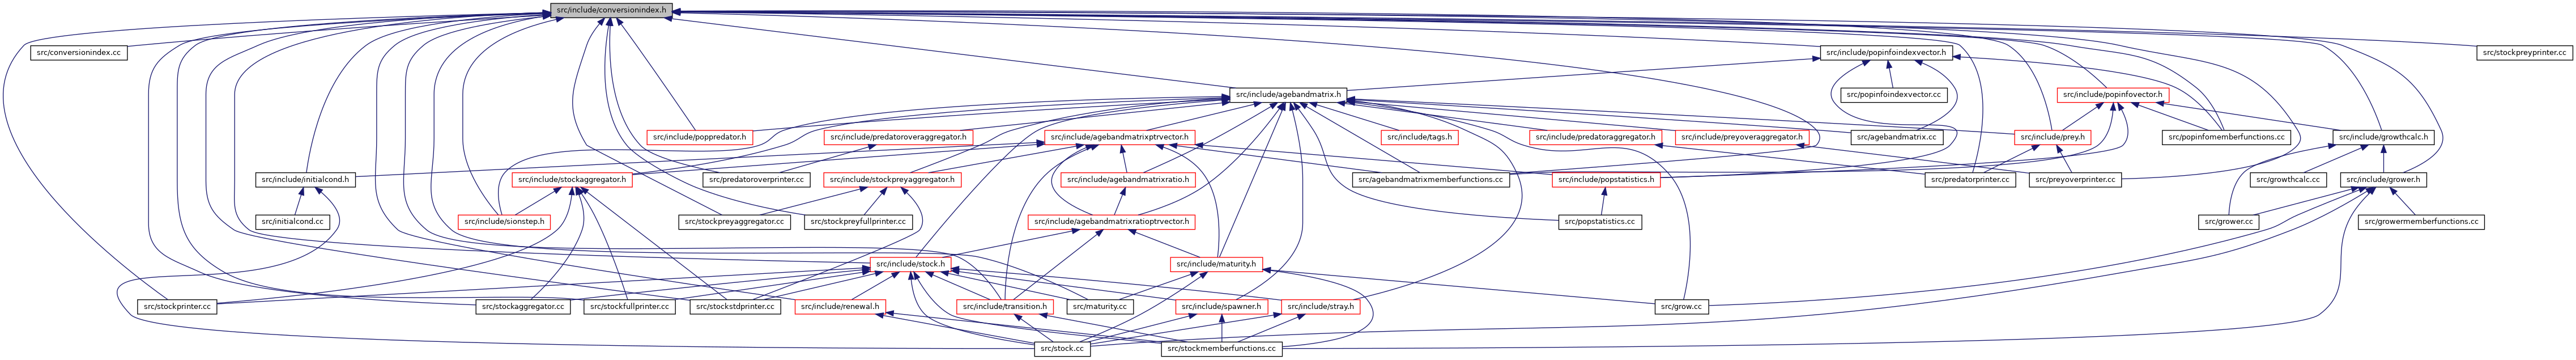 src/include/conversionindex.h
src/conversionindex.cc
src/include/popinfoindexvector.h
src/stockpreyprinter.cc
src/include/agebandmatrix.h
src/popinfoindexvector.cc
src/include/popinfovector.h
src/include/poppredator.h
src/include/predatoroveraggregator.h
src/include/agebandmatrixptrvector.h
src/include/tags.h
src/include/predatoraggregator.h
src/include/preyoveraggregator.h
src/agebandmatrix.cc
src/include/prey.h
src/popinfomemberfunctions.cc
src/include/growthcalc.h
src/include/initialcond.h
src/include/stockaggregator.h
src/predatoroverprinter.cc
src/include/stockpreyaggregator.h
src/include/agebandmatrixratio.h
src/agebandmatrixmemberfunctions.cc
src/include/popstatistics.h
src/predatorprinter.cc
src/preyoverprinter.cc
src/growthcalc.cc
src/include/grower.h
src/initialcond.cc
src/include/sionstep.h
src/stockpreyaggregator.cc
src/stockpreyfullprinter.cc
src/include/agebandmatrixratioptrvector.h
src/popstatistics.cc
src/grower.cc
src/growermemberfunctions.cc
src/include/stock.h
src/include/maturity.h
src/stockprinter.cc
src/stockaggregator.cc
src/stockfullprinter.cc
src/stockstdprinter.cc
src/include/renewal.h
src/include/transition.h
src/maturity.cc
src/include/spawner.h
src/include/stray.h
src/grow.cc
src/stock.cc
src/stockmemberfunctions.cc